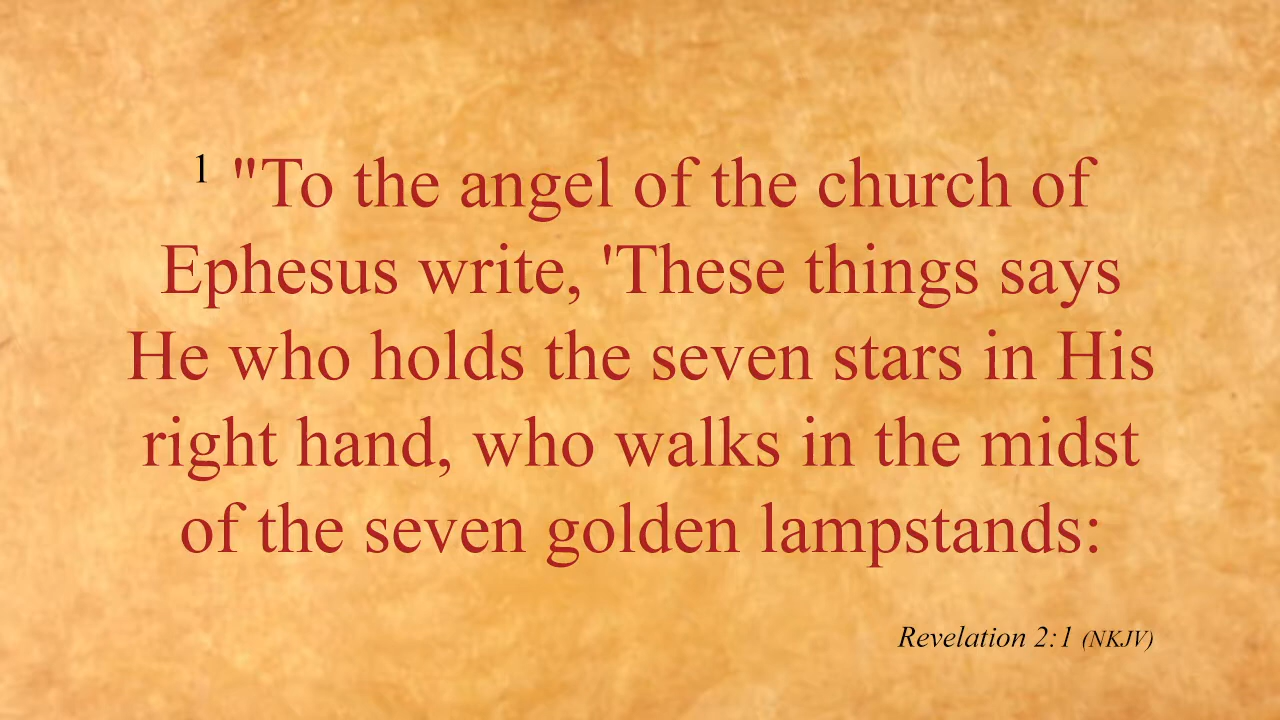 1 "To the angel of the church of
Ephesus write, 'These things says
He who holds the seven stars in His
right hand, who walks in the midst
of the seven golden lampstands:
Revelation 2:1 (NKJV)